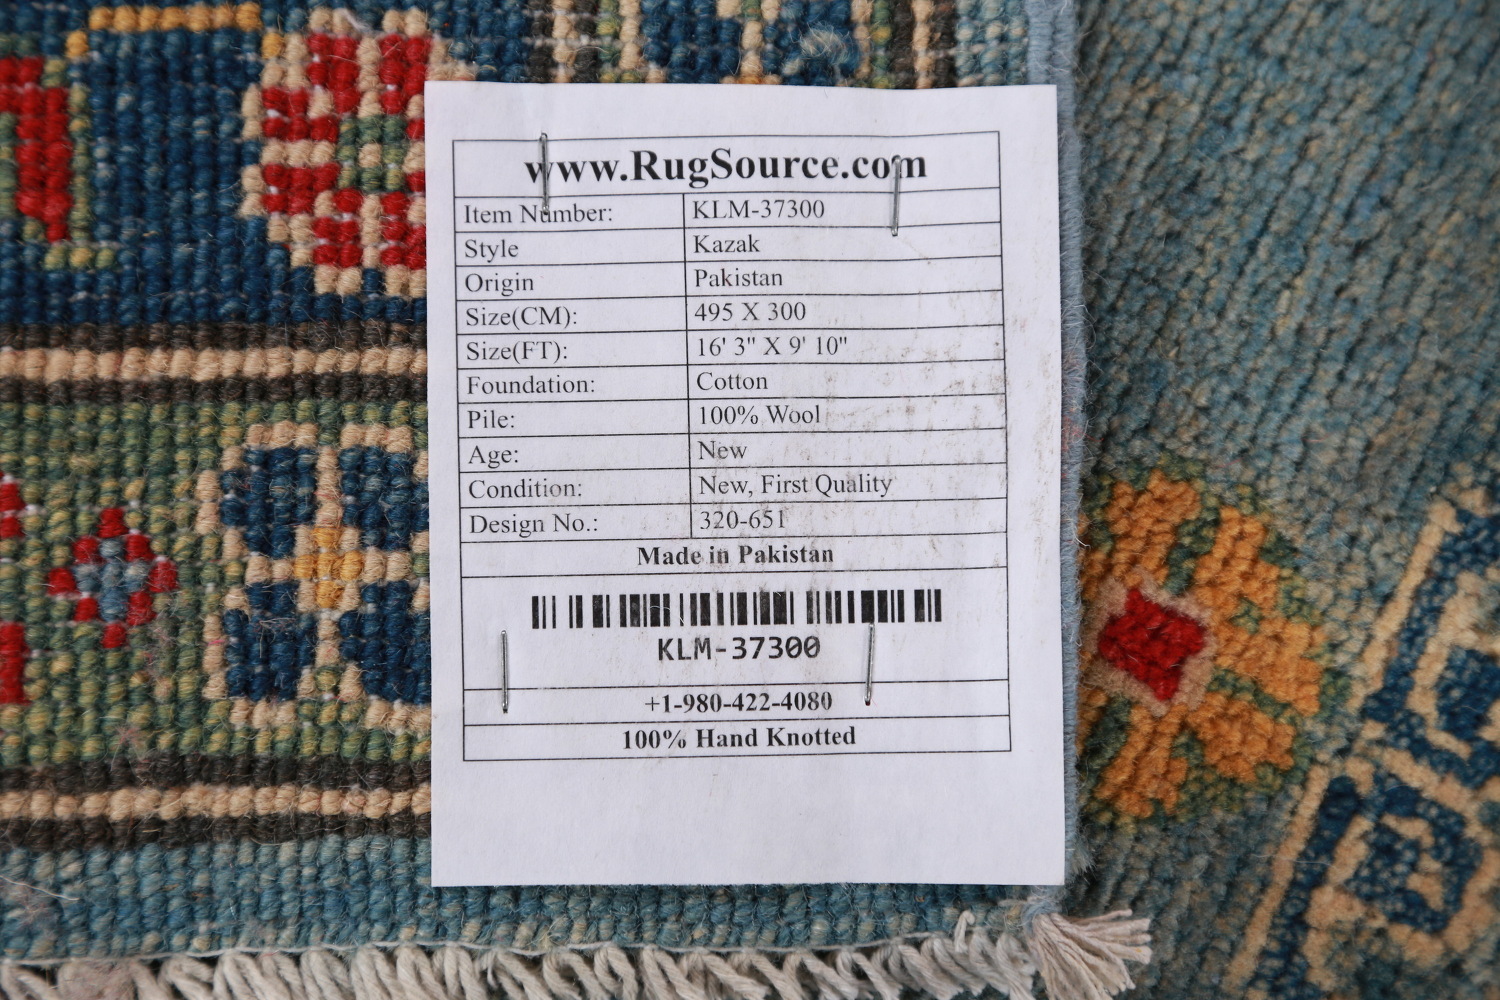 www.RugSource.com
Item Number: KLM-37300
Style Kazak
Origin Pakistan
Size(CM): 495 X 300
Size(FT): 16' 3" X 9' 10"
Foundation: Cotton
Pile: 100% Wool
Age: New
Condition: New, First Quality
Design No.: 320-651
Made in Pakistan
KLM-37300
+1-980-422-4080
100% Hand Knotted